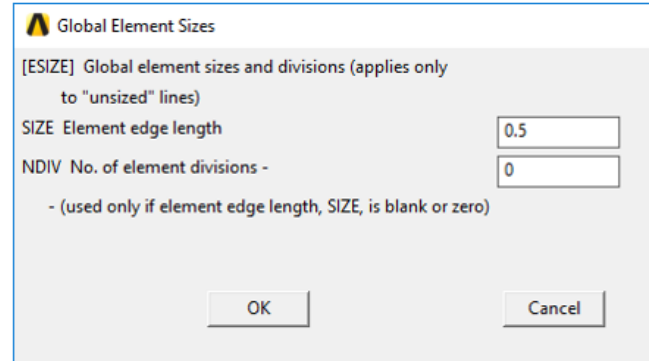 Global Element Sizes
[ESIZE] Global element sizes and divisions (applies only
to "unsized" lines)
SIZE Element edge length 0.5
NDIV No. of element divisions - 0
- (used only if element edge length, SIZE, is blank or zero)
OK Cancel